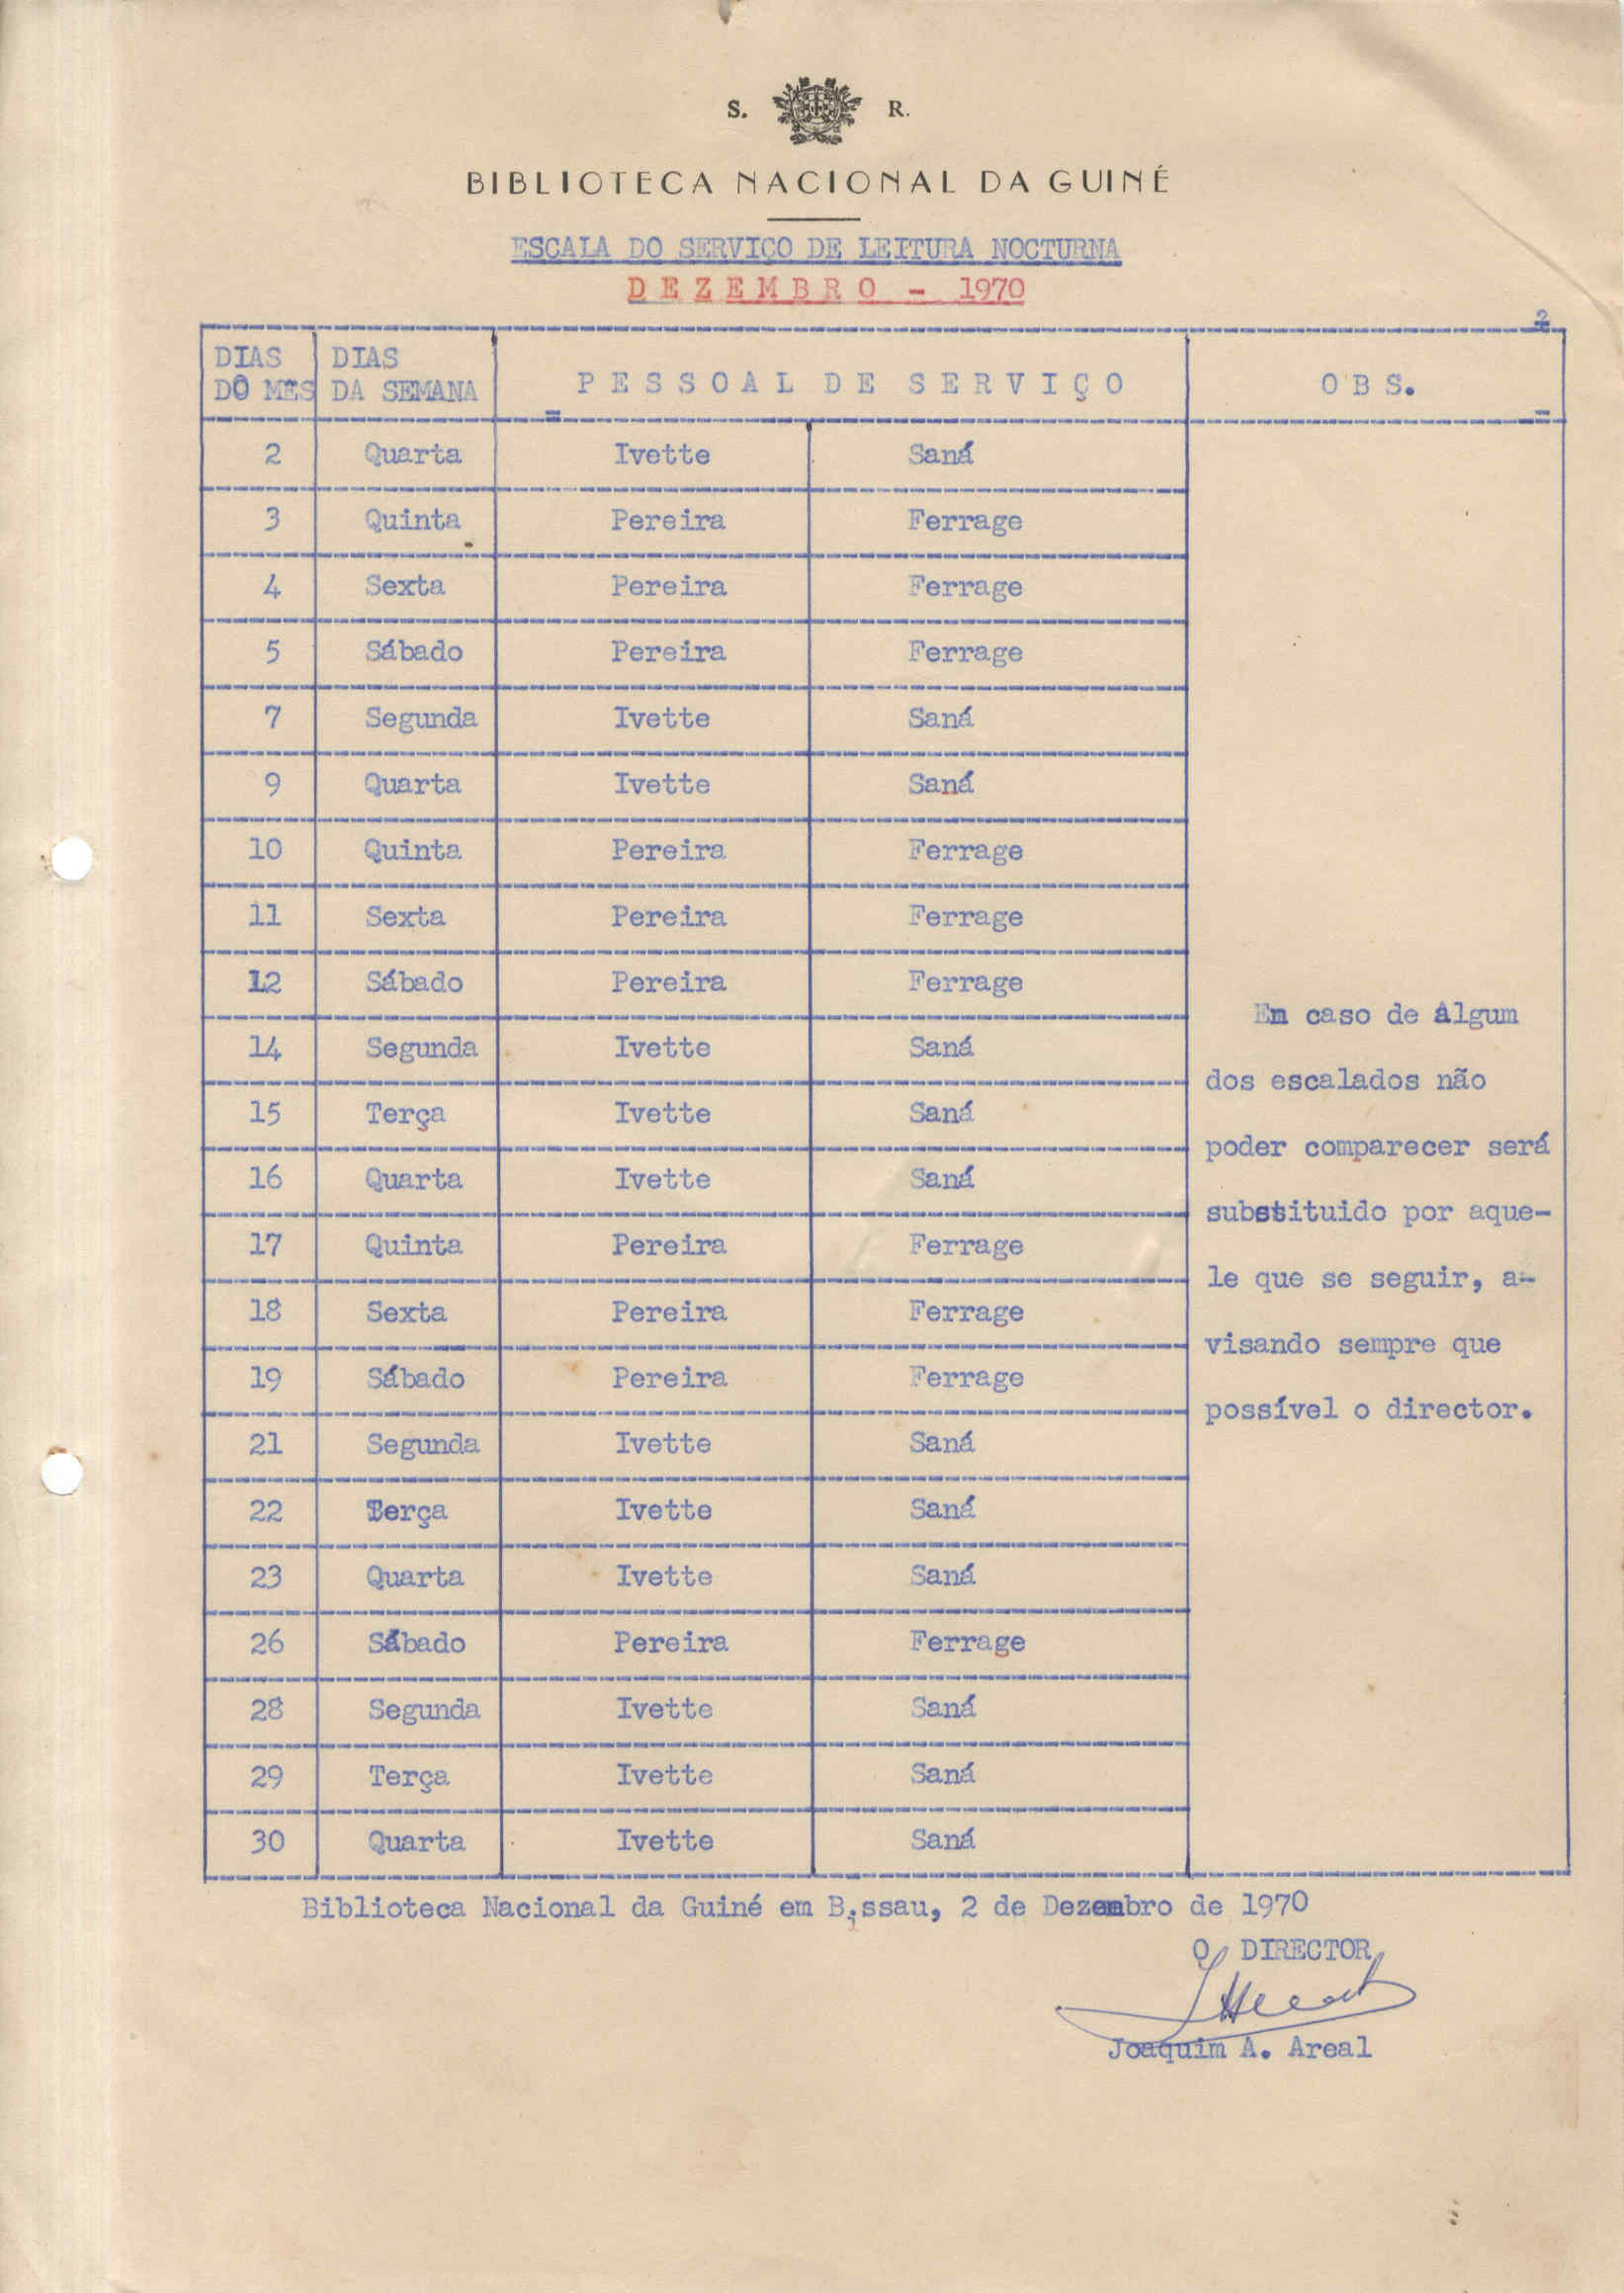 S. R.
BIBLIOTECA NACIONAL DA GUINÉ
ESCALA DO SERVIÇO DE LEITURA NOCTURNA
DEZEMBRO - 1970
DIAS DO MÊS DIAS DA SEMANA PESSOAL DE SERVIÇO OBS.
2 Quarta Ivette Saná
3 Quinta Pereira Ferrage
4 Sexta Pereira Ferrage
5 Sábado Pereira Ferrage
7 Segunda Ivette Saná
9 Quarta Ivette Saná
10 Quinta Pereira Ferrage
11 Sexta Pereira Ferrage
12 Sábado Pereira Ferrage
14 Segunda Ivette Saná
15 Terça Ivette Saná
16 Quarta Ivette Saná
17 Quinta Pereira Ferrage
18 Sexta Pereira Ferrage
19 Sábado Pereira Ferrage
21 Segunda Ivette Saná
22 Terça Ivette Saná
23 Quarta Ivette Saná
26 Sábado Pereira Ferrage
28 Segunda Ivette Saná
29 Terça Ivette Saná
30 Quarta Ivette Saná
Em caso de algum
dos escalados não
poder comparecer será
substituido por aque-
le que se seguir, a-
visando sempre que
possível o director.
Biblioteca Nacional da Guiné em Bissau, 2 de Dezembro de 1970
O DIRECTOR
Joaquim A. Areal